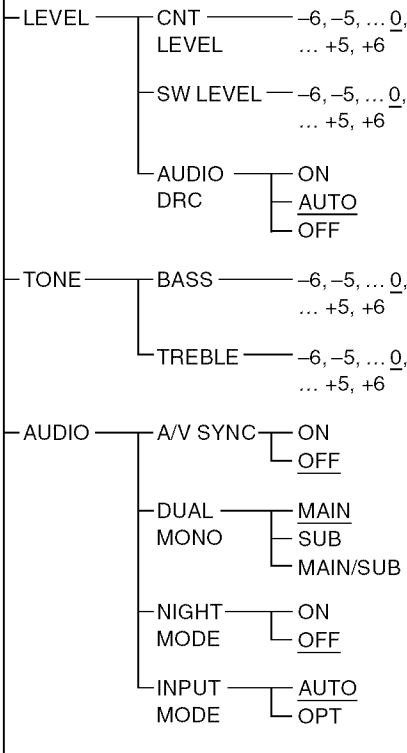 LEVEL CNT –6, –5, ... 0,
LEVEL ... +5, +6
SW LEVEL –6, –5, ... 0,
... +5, +6
AUDIO ON
DRC AUTO
OFF
TONE BASS –6, –5, ... 0,
... +5, +6
TREBLE –6, –5, ... 0,
... +5, +6
AUDIO A/V SYNC ON
OFF
DUAL MAIN
MONO SUB
MAIN/SUB
NIGHT ON
MODE OFF
INPUT AUTO
MODE OPT